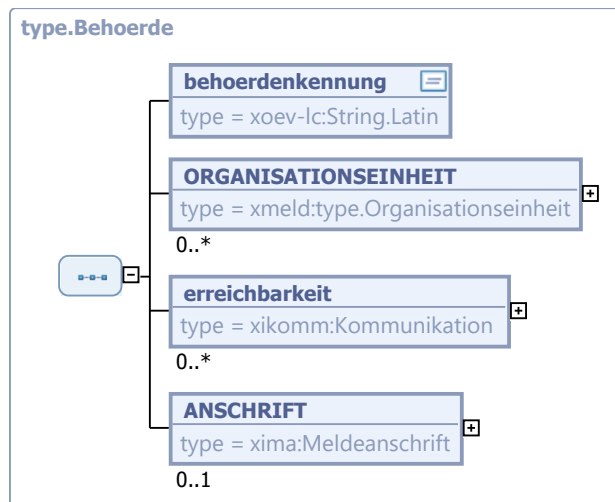 type.Behoerde
behoerdenkennung
type = xoev-lc:String.Latin
ORGANISATIONSEINHEIT
type = xmeld:type.Organisationseinheit
0..*
erreichbarkeit
type = xikomm:Kommunikation
0..*
ANSCHRIFT
type = xima:Meldeanschrift
0..1